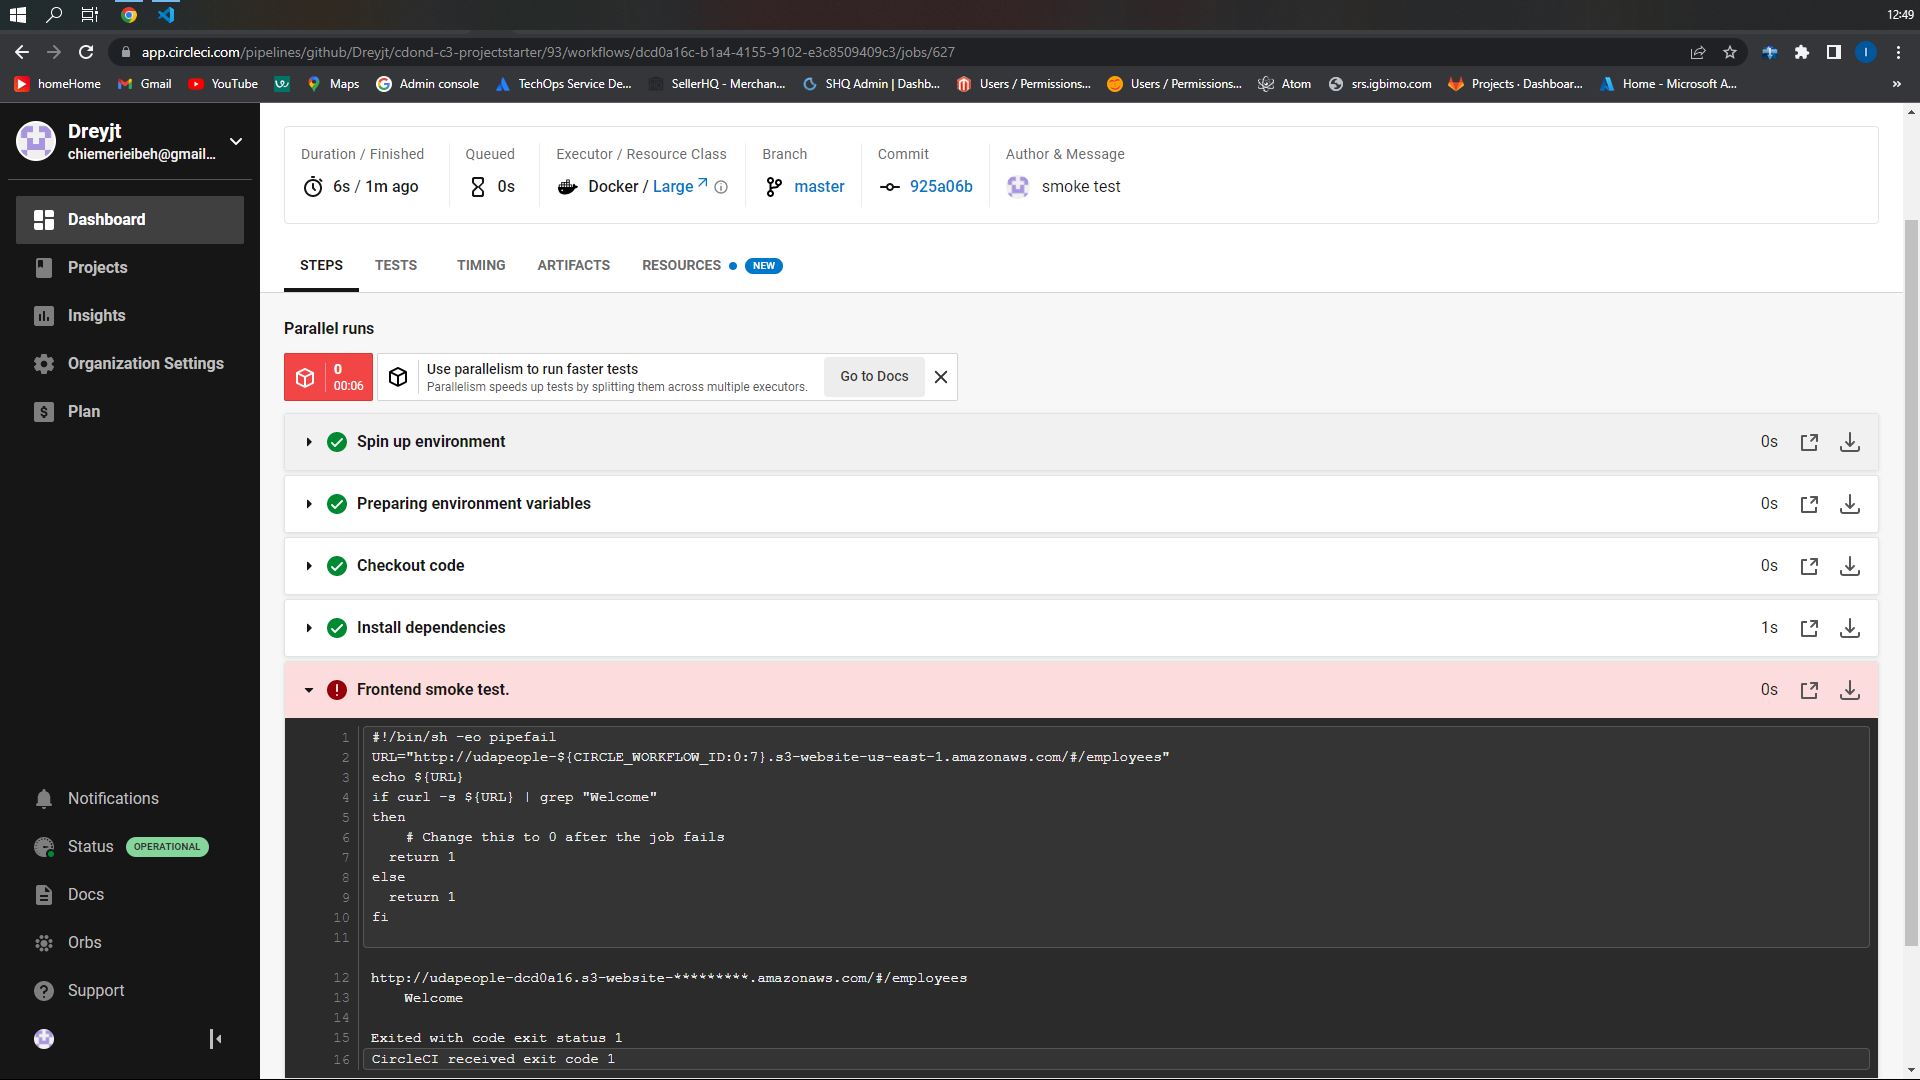 12:49
app.circleci.com/pipelines/github/Dreyjt/cdond-c3-projectstarter/93/workflows/dcd0a16c-b1a4-4155-9102-e3c8509409c3/jobs/627
I
homeHome Gmail YouTube Maps Admin console TechOps Service De... SellerHQ - Merchan... SHQ Admin | Dashb... Users / Permissions... Users / Permissions... Atom srs.igbimo.com Projects · Dashboar... Home - Microsoft A... »
Dreyjt
chiemerieibeh@gmail...
Dashboard
Projects
Insights
Organization Settings
Plan
Notifications
Status OPERATIONAL
Docs
Orbs
Support
Duration / Finished Queued Executor / Resource Class Branch Commit Author & Message
6s / 1m ago 0s Docker / Large master 925a06b smoke test
STEPS TESTS TIMING ARTIFACTS RESOURCES NEW
Parallel runs
0
00:06
Use parallelism to run faster tests
Parallelism speeds up tests by splitting them across multiple executors.
Go to Docs
Spin up environment 0s
Preparing environment variables 0s
Checkout code 0s
Install dependencies 1s
Frontend smoke test. 0s
1 #!/bin/sh -eo pipefail
2 URL="http://udapeople-${CIRCLE_WORKFLOW_ID:0:7}.s3-website-us-east-1.amazonaws.com/#/employees"
3 echo ${URL}
4 if curl -s ${URL} | grep "Welcome"
5 then
6 # Change this to 0 after the job fails
7 return 1
8 else
9 return 1
10 fi
11
12 http://udapeople-dcd0a16.s3-website-*********.amazonaws.com/#/employees
13 Welcome
14
15 Exited with code exit status 1
16 CircleCI received exit code 1